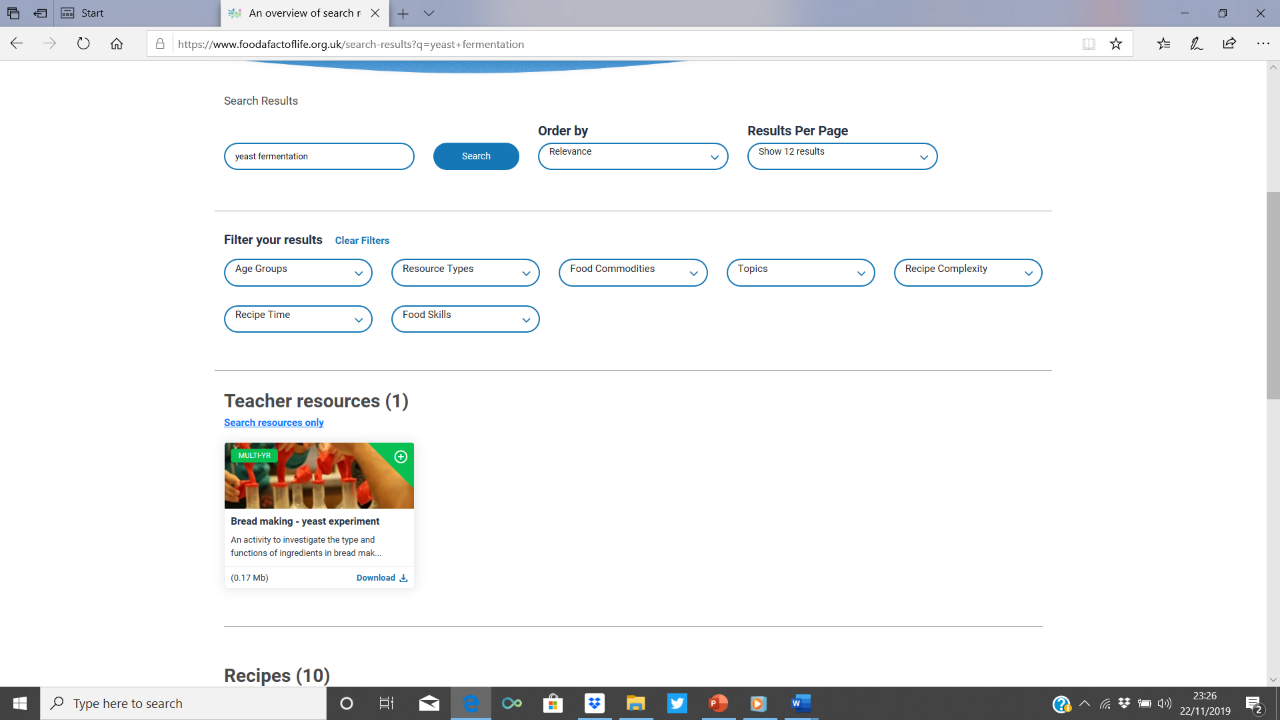 Start
An overview of search r
https://www.foodafactoflife.org.uk/search-results?q=yeast+fermentation
Search Results
Order by
Results Per Page
yeast fermentation
Search
Relevance
Show 12 results
Filter your results
Clear Filters
Age Groups
Resource Types
Food Commodities
Topics
Recipe Complexity
Recipe Time
Food Skills
Teacher resources (1)
Search resources only
MULTI-YR
Bread making - yeast experiment
An activity to investigate the type and
functions of ingredients in bread mak...
(0.17 Mb)
Download
Recipes (10)
Type here to search
23:26
22/11/2019
2